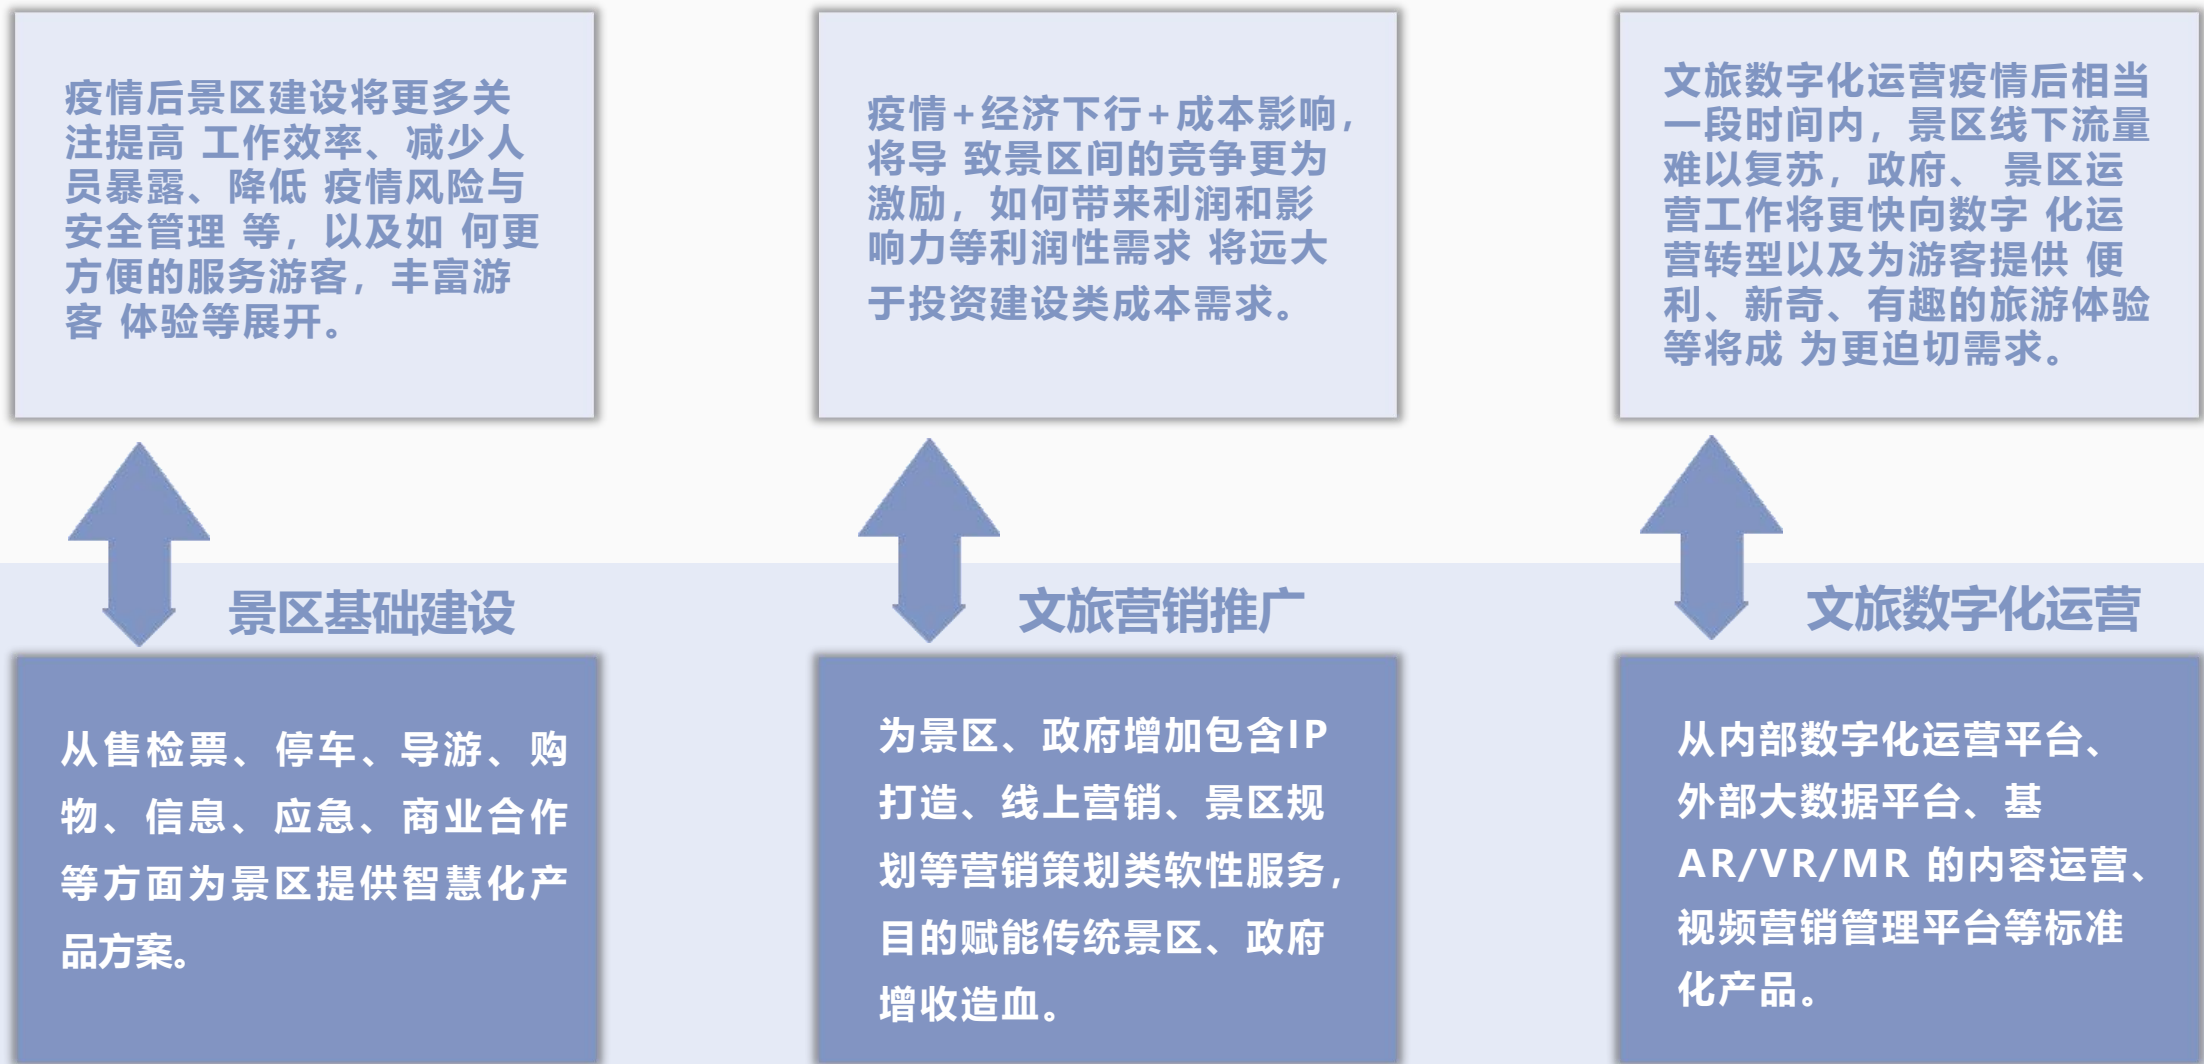 疫情后景区建设将更多关
注提高 工作效率、减少人
员暴露、降低 疫情风险与
安全管理 等，以及如 何更
方便的服务游客，丰富游
客 体验等展开。
疫情+经济下行+成本影响，
将导 致景区间的竞争更为
激励，如何带来利润和影
响力等利润性需求 将远大
于投资建设类成本需求。
文旅数字化运营疫情后相当
一段时间内，景区线下流量
难以复苏，政府、 景区运
营工作将更快向数字 化运
营转型以及为游客提供 便
利、新奇、有趣的旅游体验
等将成 为更迫切需求。
景区基础建设
从售检票、停车、导游、购
物、信息、应急、商业合作
等方面为景区提供智慧化产
品方案。
文旅营销推广
为景区、政府增加包含IP
打造、线上营销、景区规
划等营销策划类软性服务，
目的赋能传统景区、政府
增收造血。
文旅数字化运营
从内部数字化运营平台、
外部大数据平台、基
AR/VR/MR 的内容运营、
视频营销管理平台等标准
化产品。